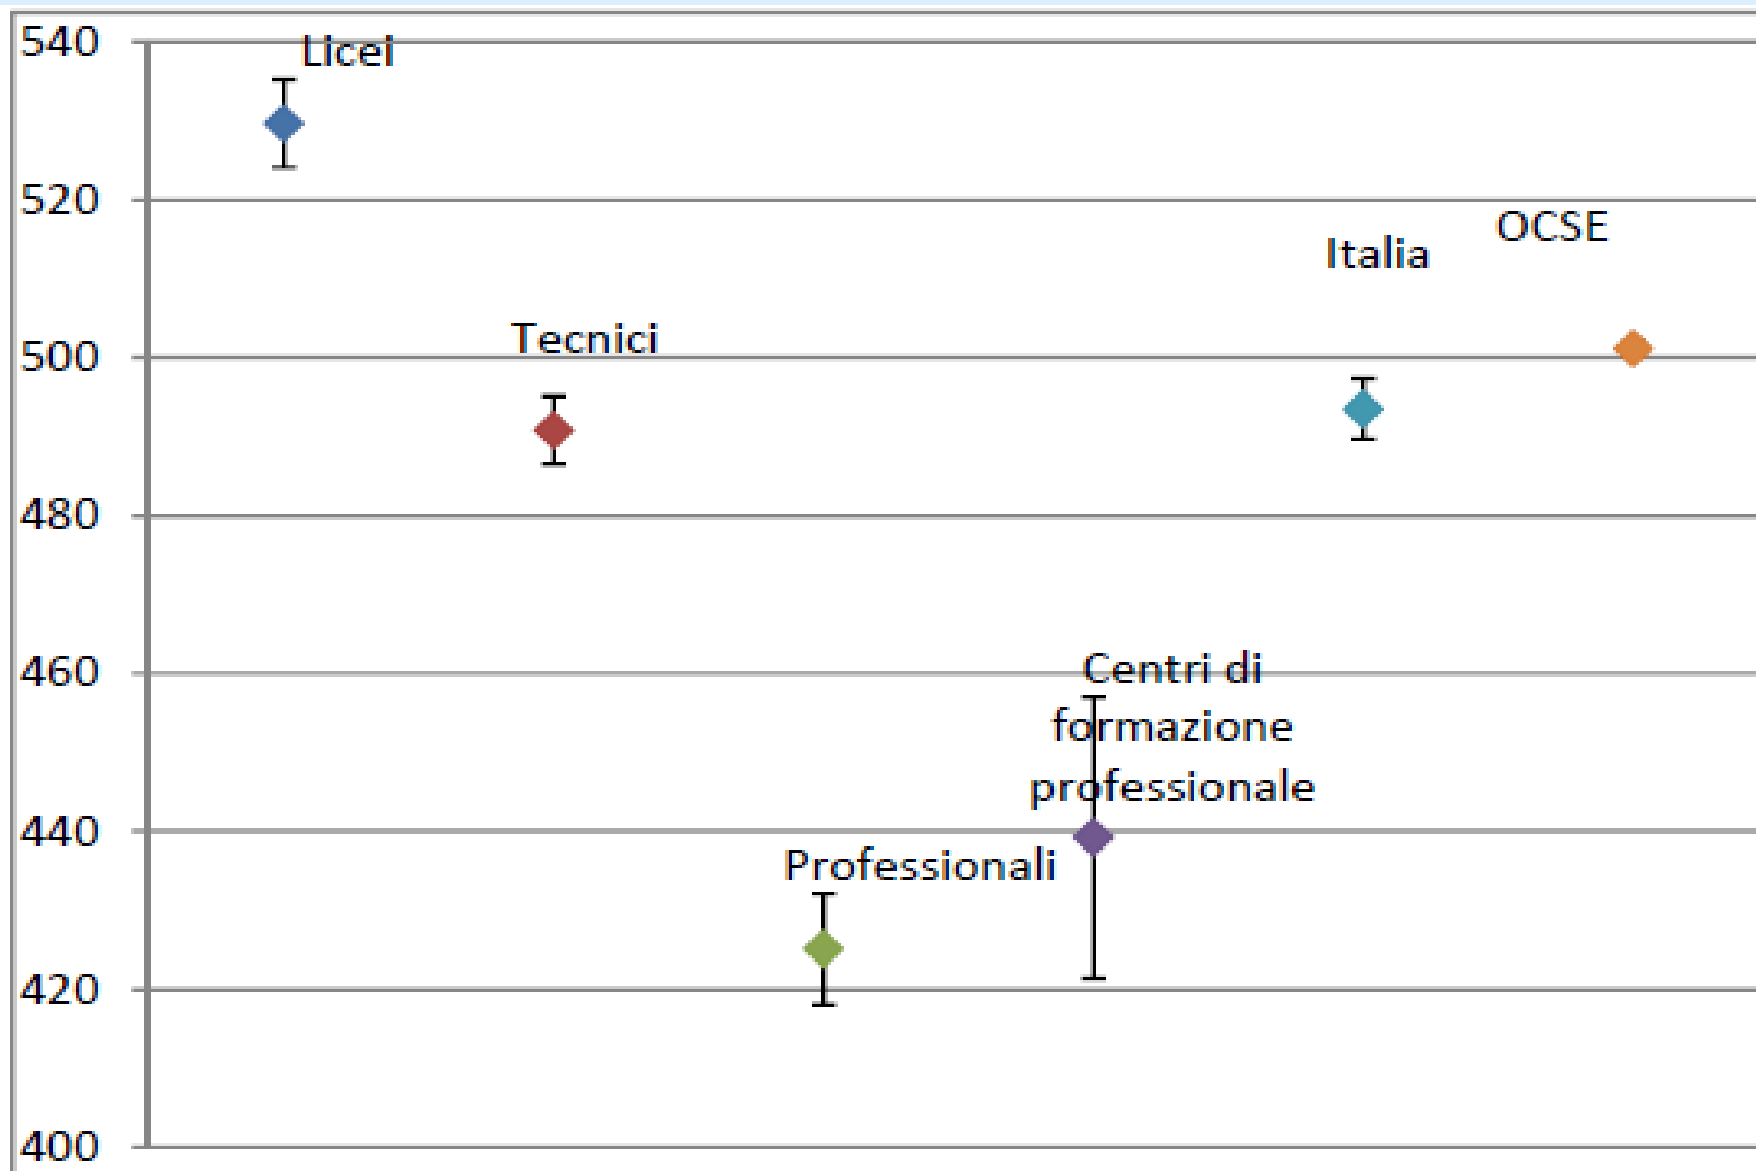 540
Licei
520
OCSE
Italia
Tecnici
500
480
460
Centri di
formazione
professionale
440
Professionali
420
400